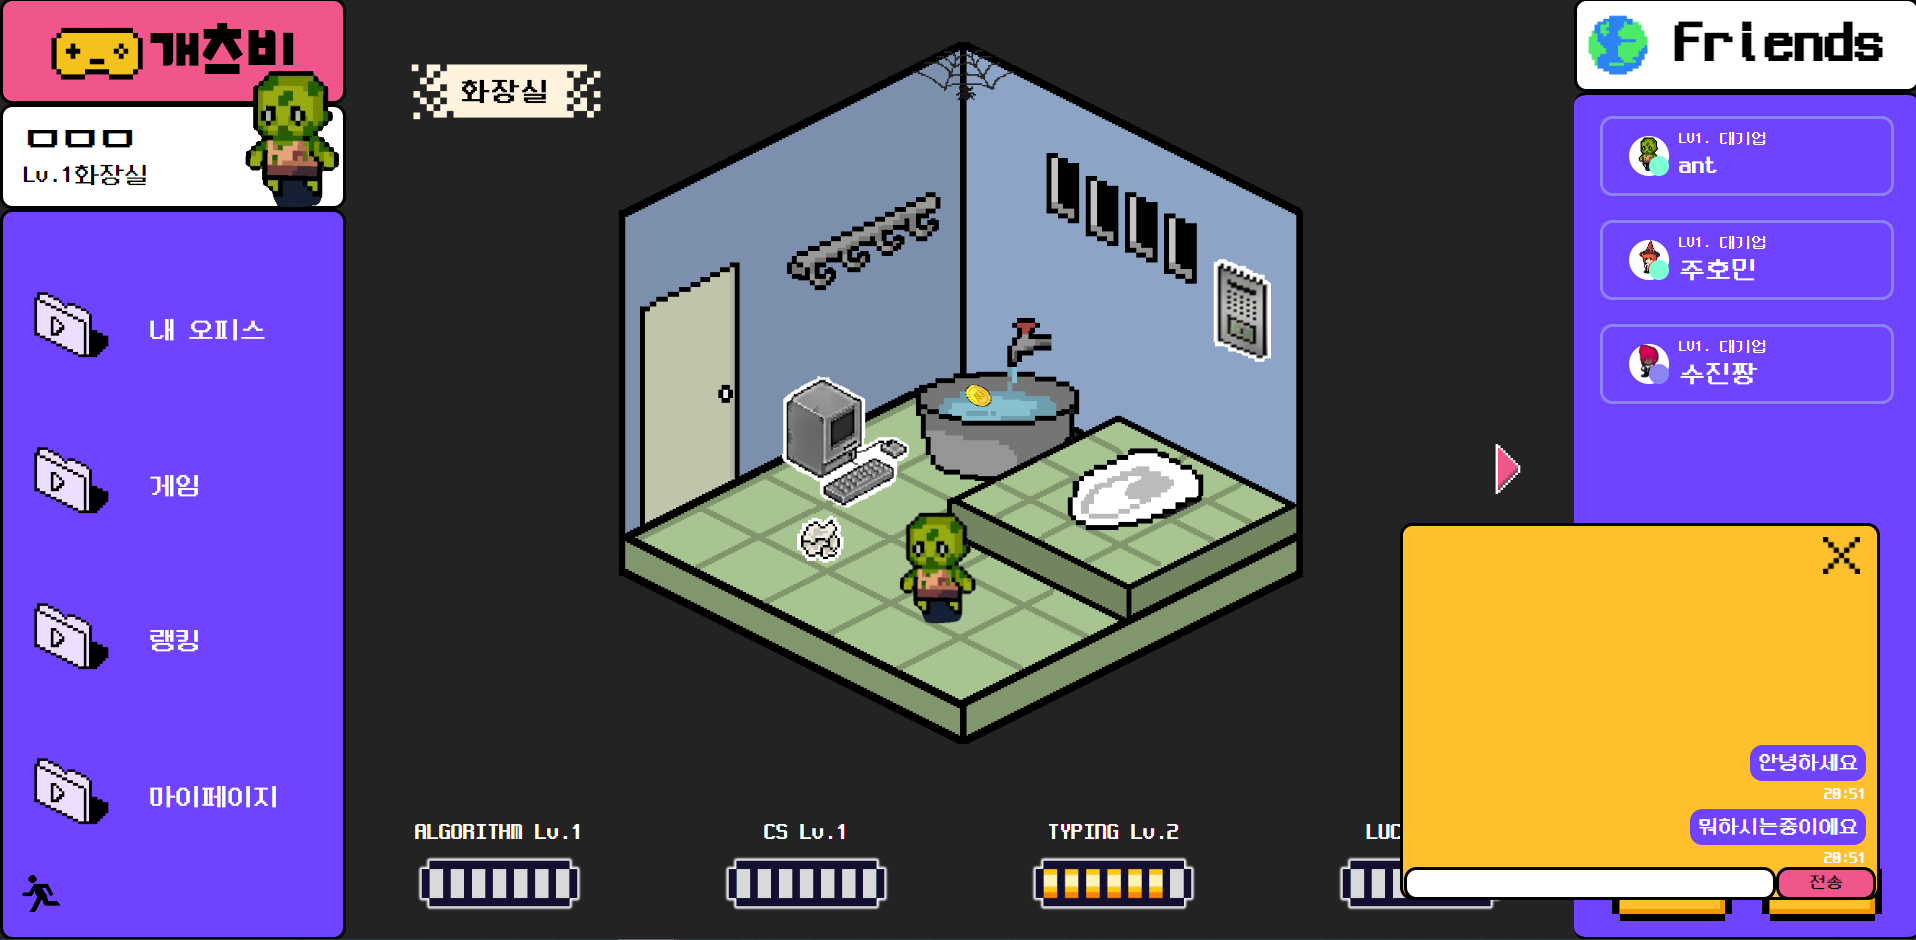 개츠비
ㅁㅁㅁ
Lv.1화장실
내 오피스
게임
랭킹
마이페이지
화장실
ALGORITHM Lv.1
CS Lv.1
TYPING Lv.2
LUC
Friends
LV1. 대기업
ant
LV1. 대기업
주호민
LV1. 대기업
수진짱
안녕하세요
20:51
뭐하시는중이에요
20:51
전송